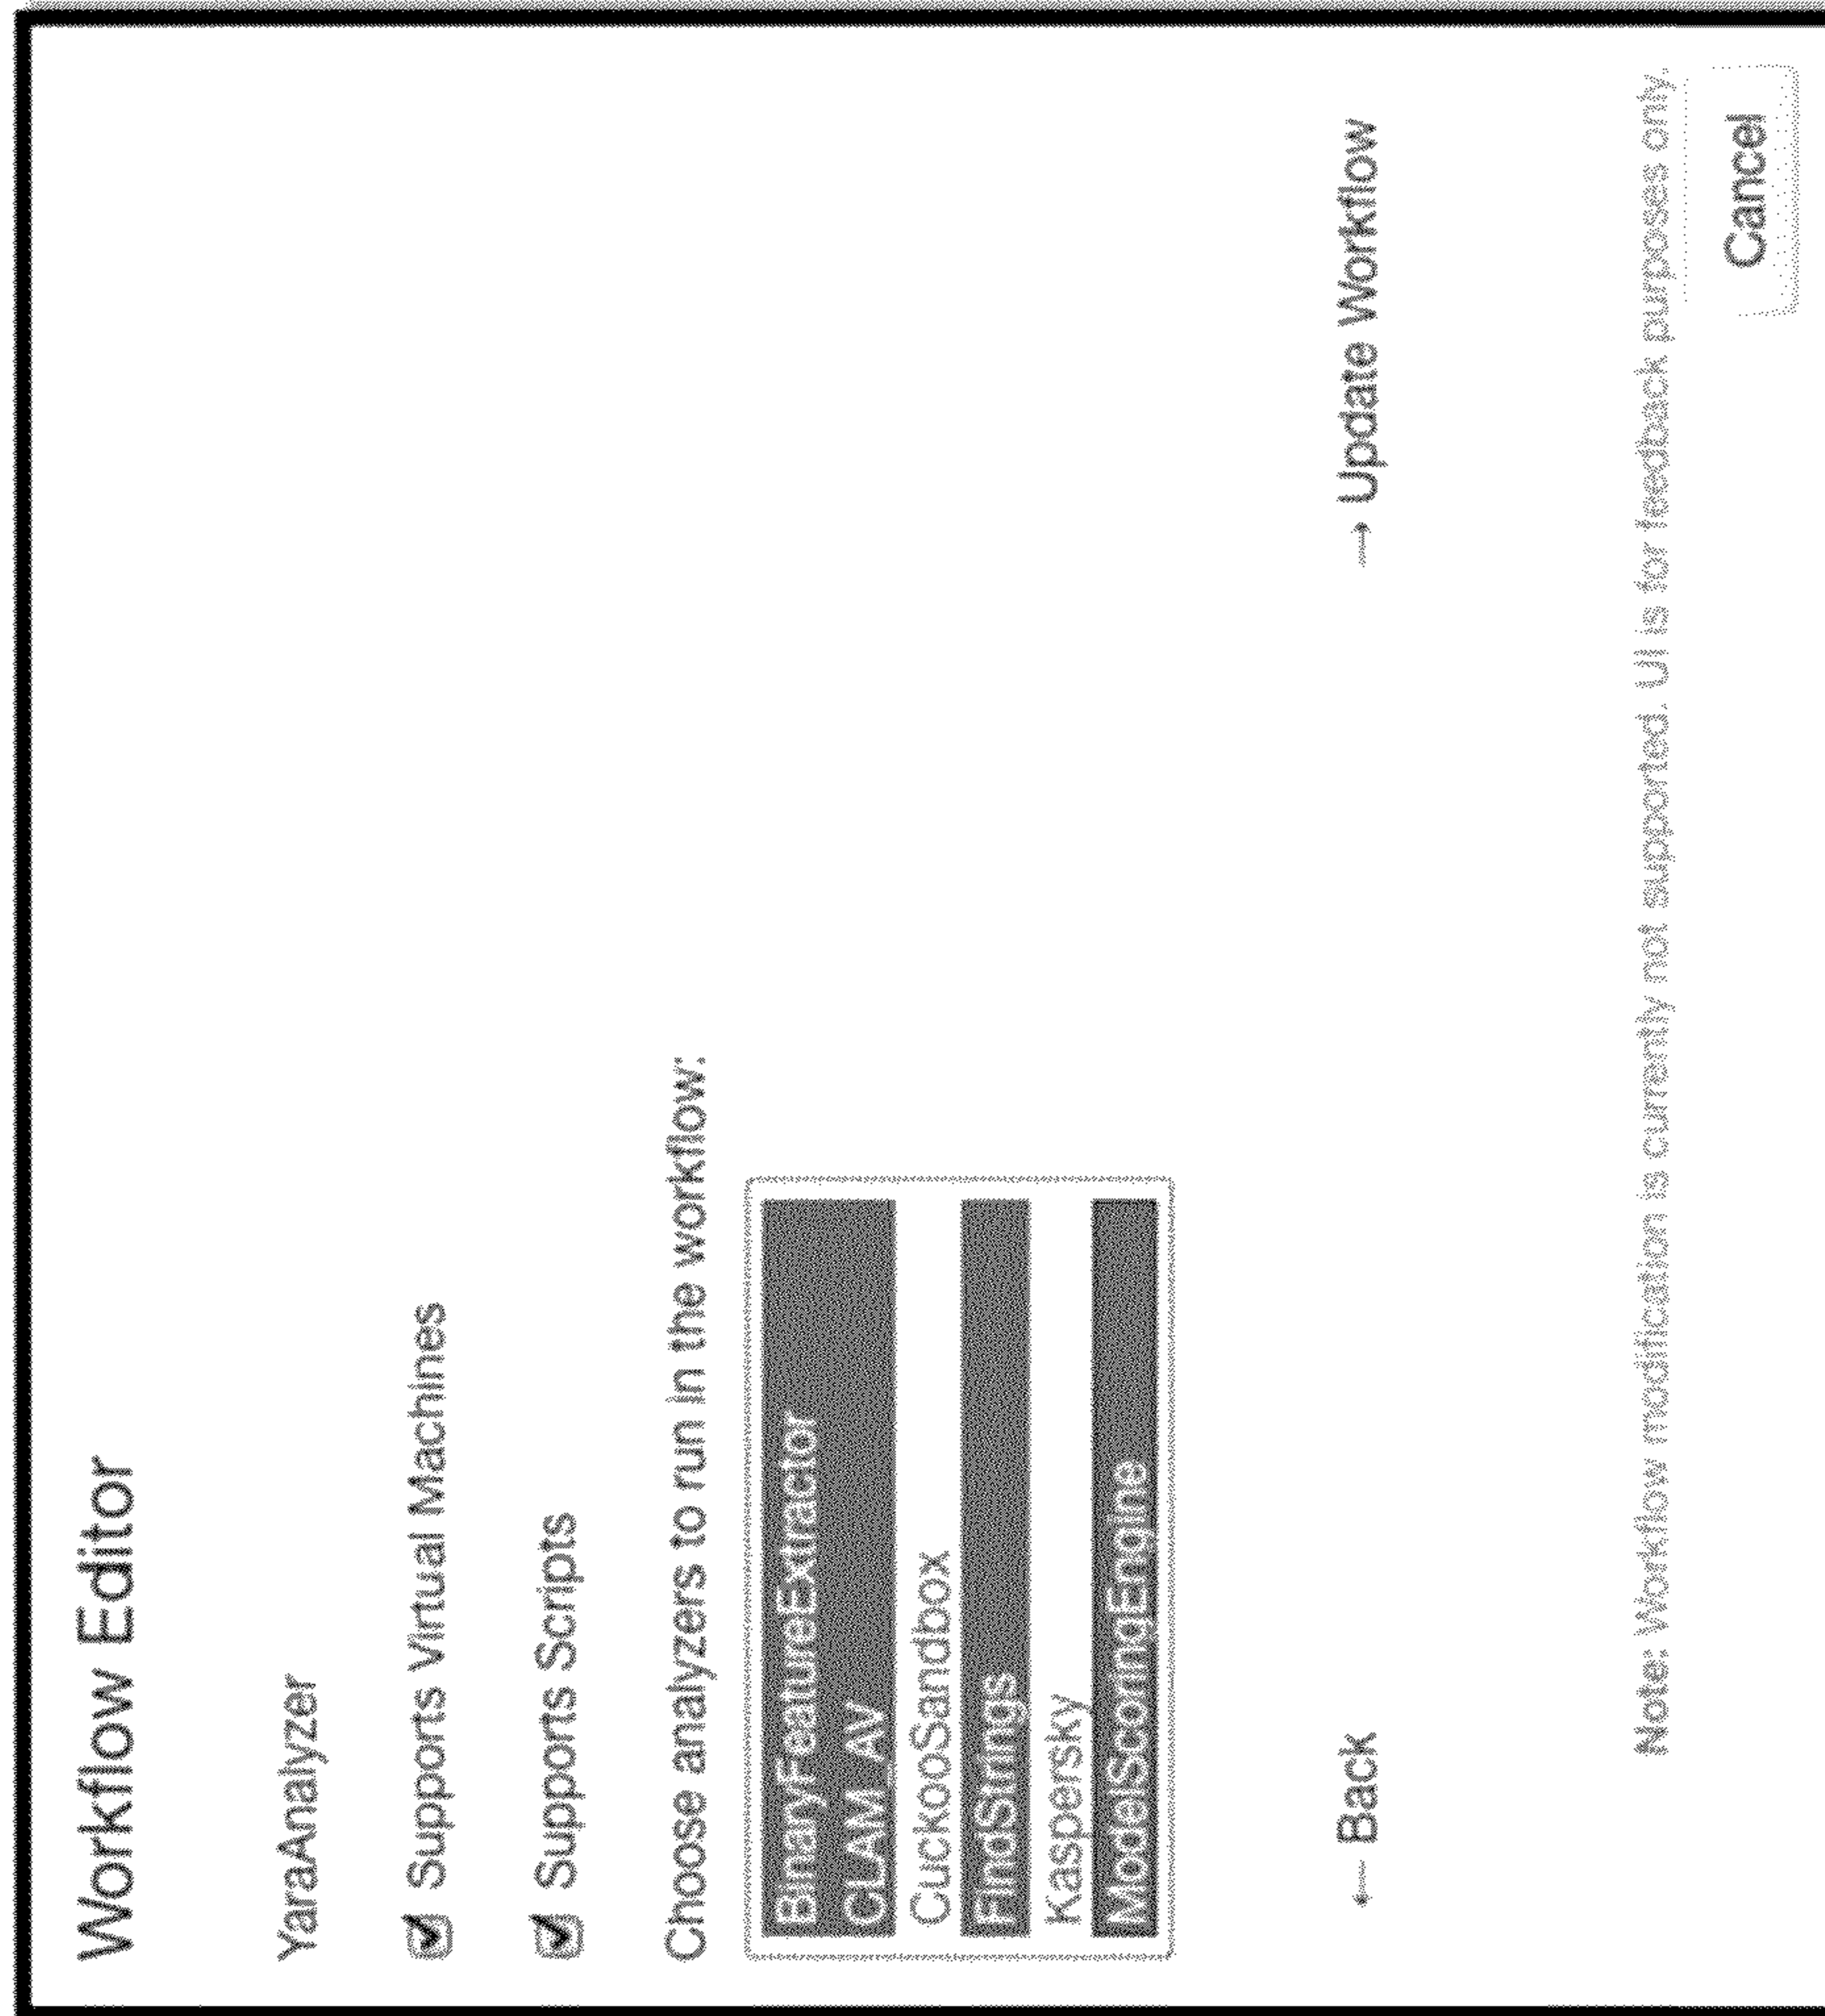 Workflow Editor
YaraAnalyzer
Supports Virtual Machines
Supports Scripts
Choose analyzers to run in the workflow:
BinaryFeatureExtractor
CLAM_AV
CuckooSandbox
FindStrings
Kaspersky
ModelScoringEngine
← Back → Update Workflow
Note: Workflow modification is currently not supported. UI is for feedback purposes only.
Cancel